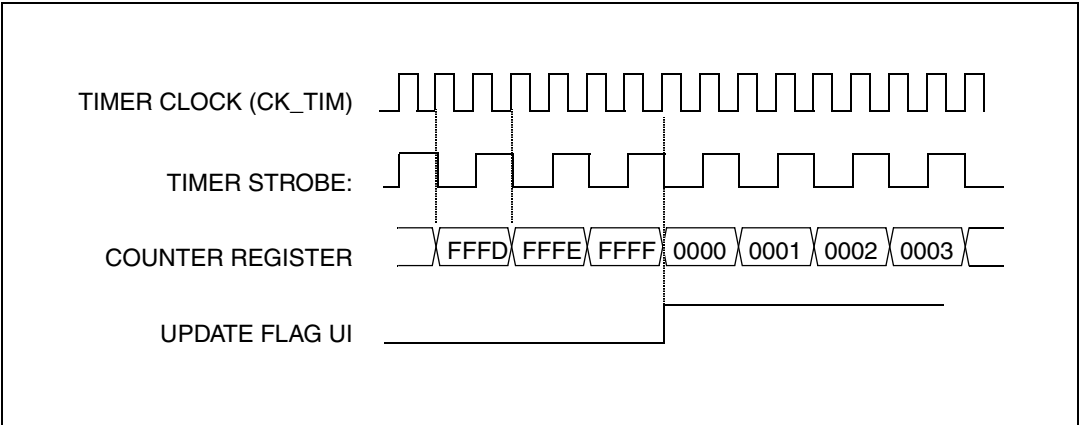 TIMER CLOCK (CK_TIM)
TIMER STROBE:
COUNTER REGISTER FFFD FFFE FFFF 0000 0001 0002 0003
UPDATE FLAG UI